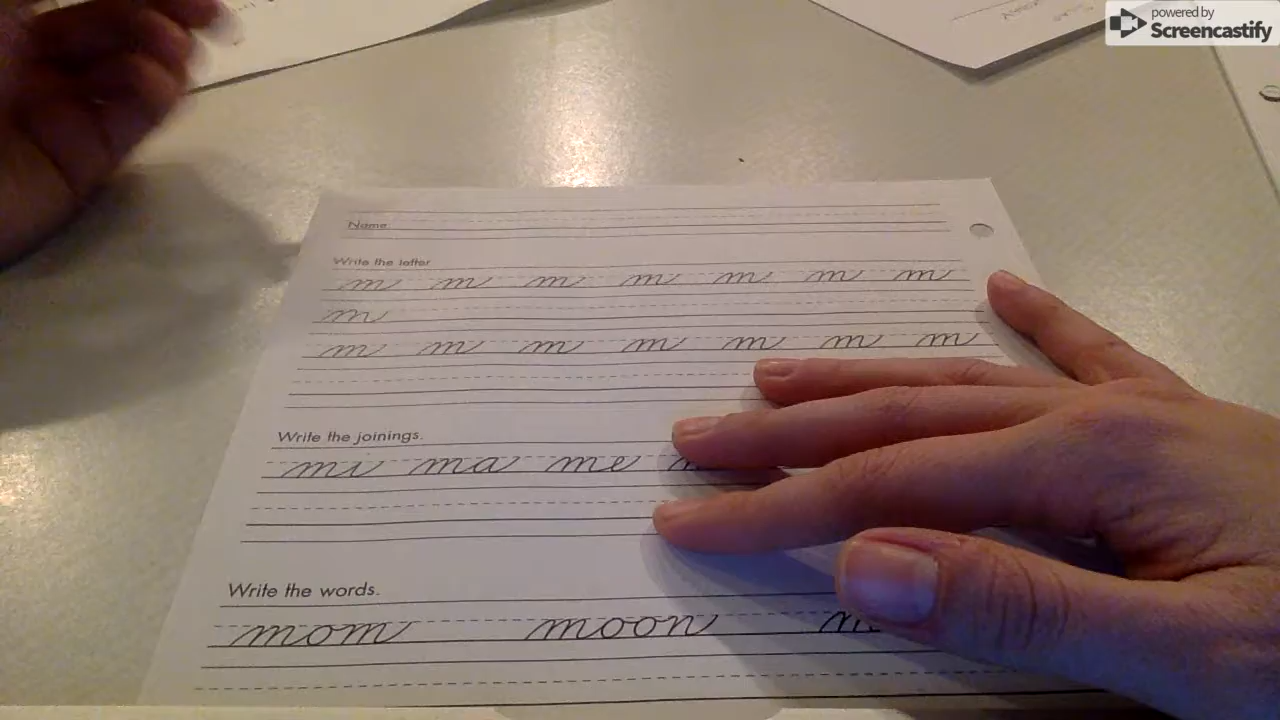 powered by
Screencastify
Name
Write the letter
m m m m m m m
m
m m m m m m m
Write the joinings.
mi ma me
Write the words.
mom moon